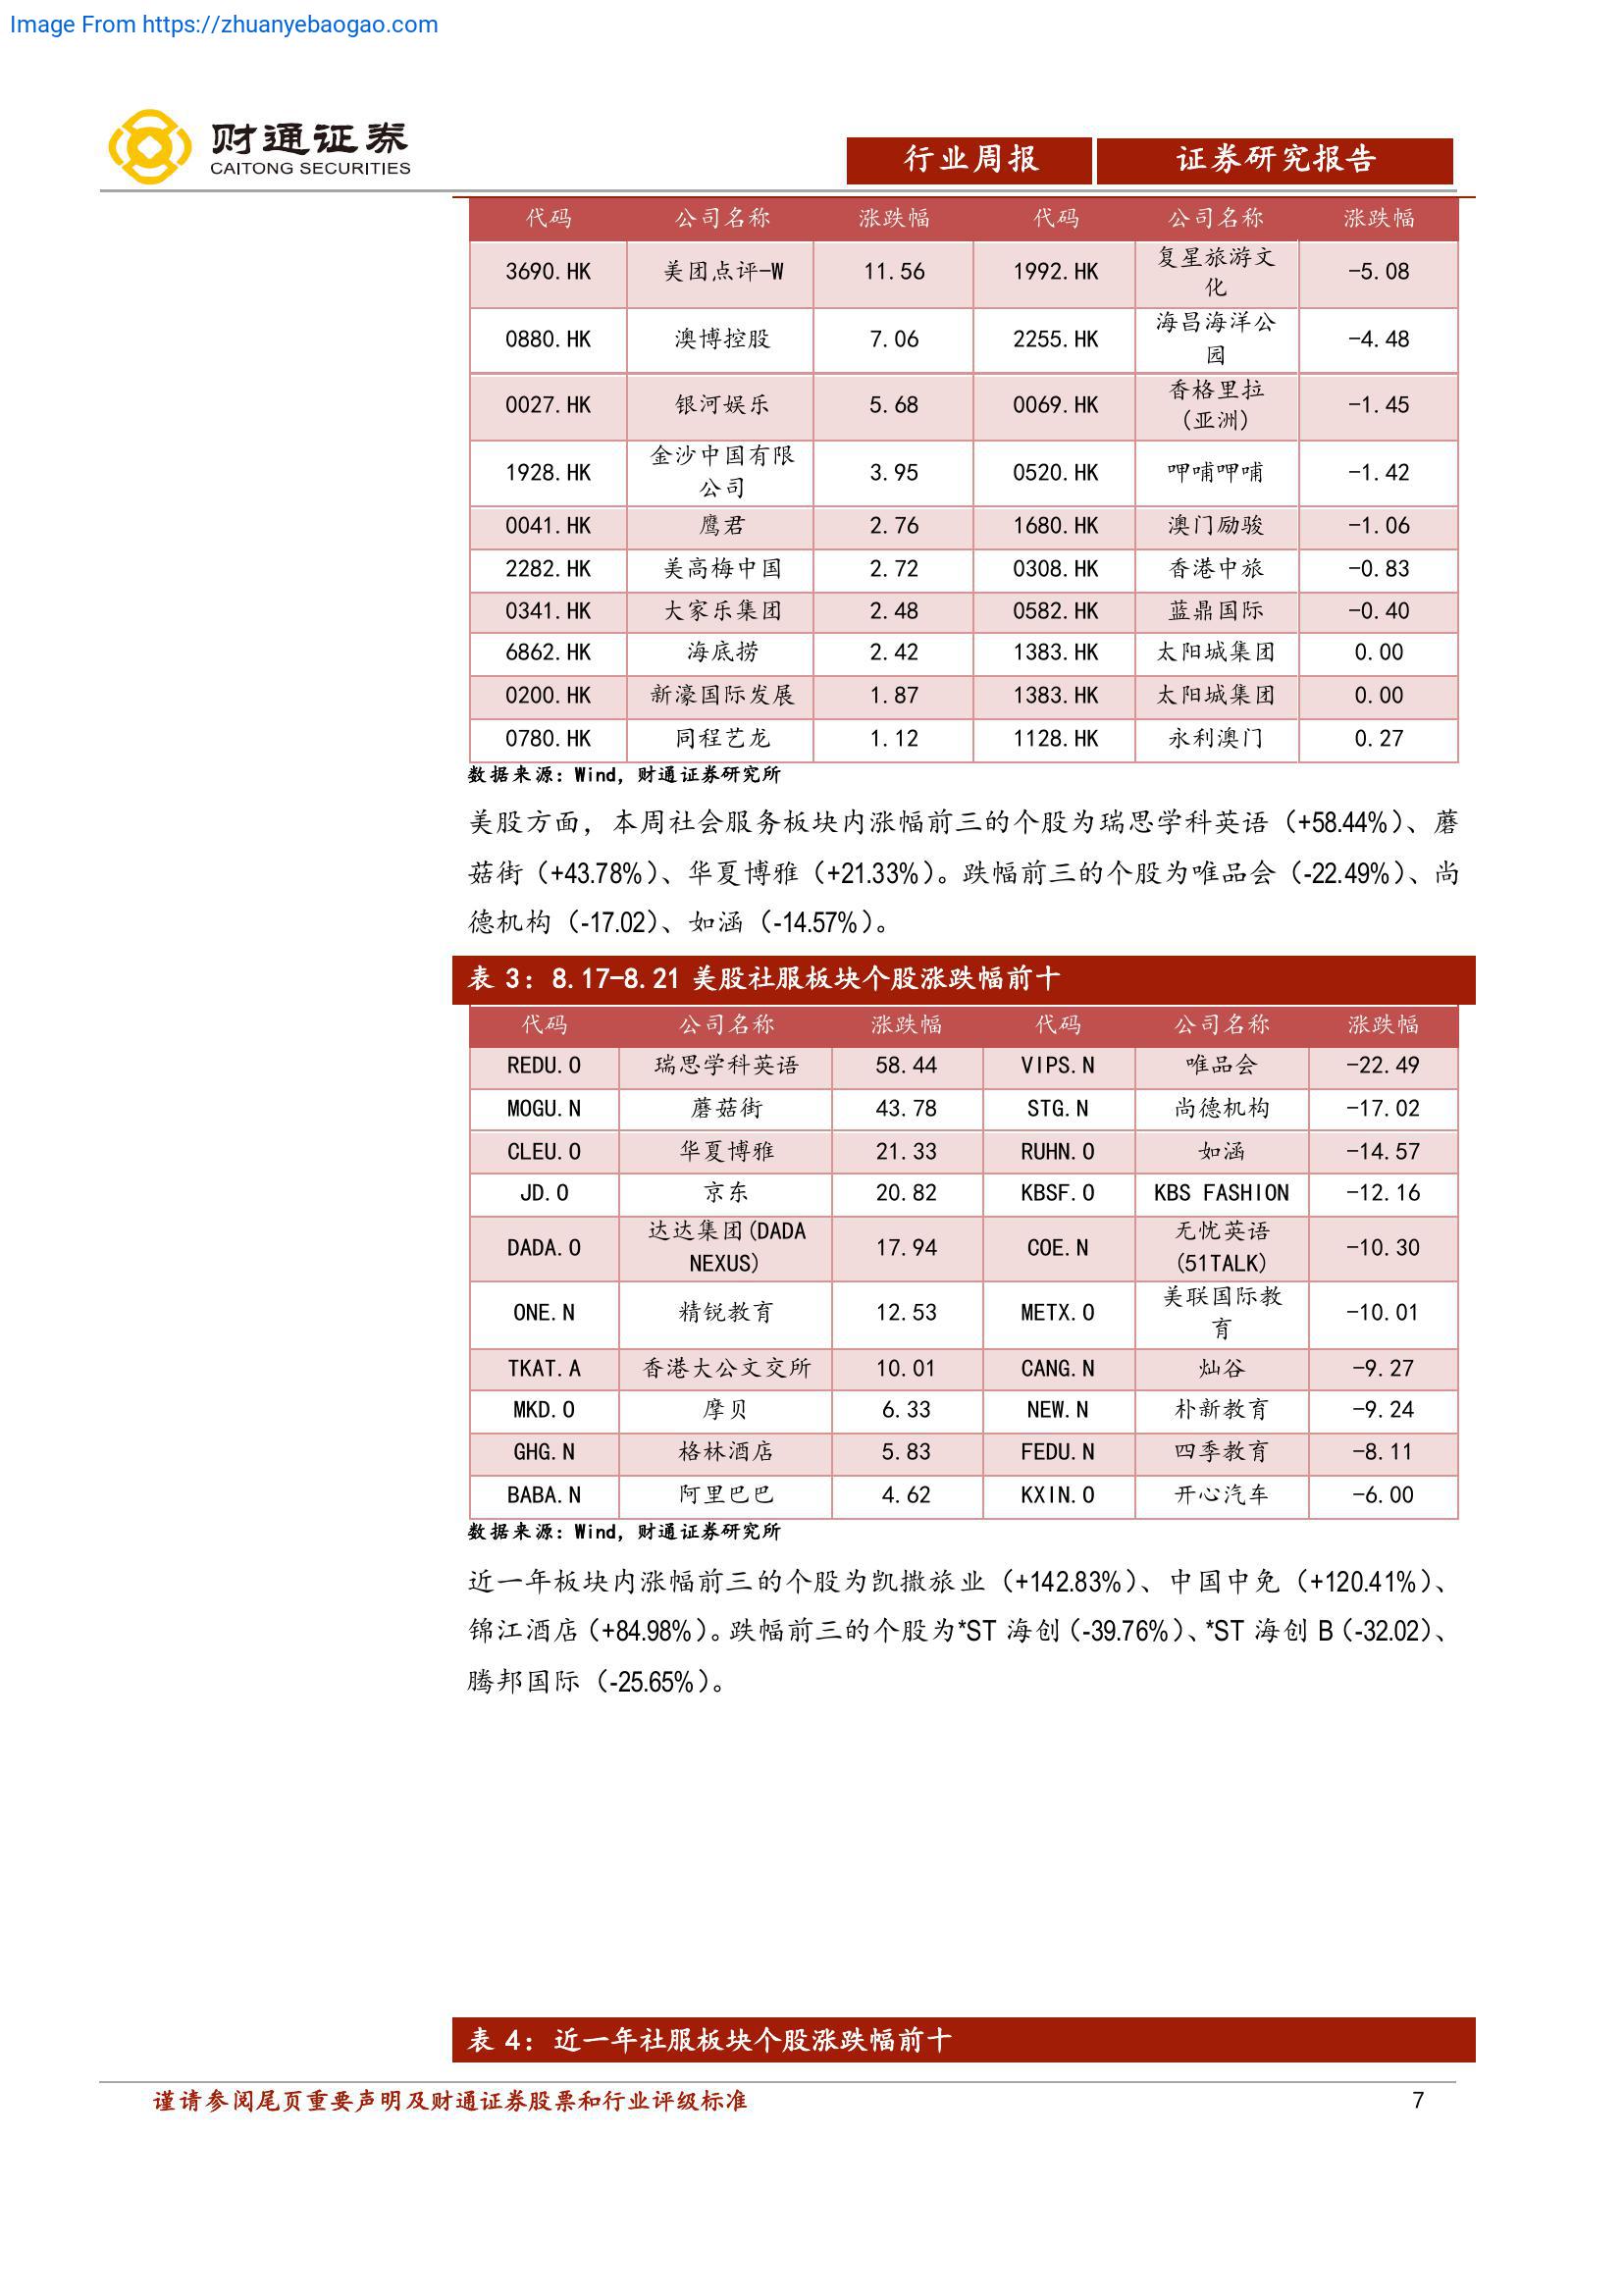 Image From https://zhuanyebaogao.com
财通证券
CAITONG SECURITIES
行业周报 证券研究报告
代码 公司名称 涨跌幅 代码 公司名称 涨跌幅
3690.HK 美团点评-W 11.56 1992.HK 复星旅游文化 -5.08
0880.HK 澳博控股 7.06 2255.HK 海昌海洋公园 -4.48
0027.HK 银河娱乐 5.68 0069.HK 香格里拉(亚洲) -1.45
1928.HK 金沙中国有限公司 3.95 0520.HK 呷哺呷哺 -1.42
0041.HK 鹰君 2.76 1680.HK 澳门励骏 -1.06
2282.HK 美高梅中国 2.72 0308.HK 香港中旅 -0.83
0341.HK 大家乐集团 2.48 0582.HK 蓝鼎国际 -0.40
6862.HK 海底捞 2.42 1383.HK 太阳城集团 0.00
0200.HK 新濠国际发展 1.87 1383.HK 太阳城集团 0.00
0780.HK 同程艺龙 1.12 1128.HK 永利澳门 0.27
数据来源：Wind，财通证券研究所
美股方面，本周社会服务板块内涨幅前三的个股为瑞思学科英语（+58.44%）、蘑
菇街（+43.78%）、华夏博雅（+21.33%）。跌幅前三的个股为唯品会（-22.49%）、尚
德机构（-17.02）、如涵（-14.57%）。
表 3：8.17-8.21 美股社服板块个股涨跌幅前十
代码 公司名称 涨跌幅 代码 公司名称 涨跌幅
REDU.O 瑞思学科英语 58.44 VIPS.N 唯品会 -22.49
MOGU.N 蘑菇街 43.78 STG.N 尚德机构 -17.02
CLEU.O 华夏博雅 21.33 RUHN.O 如涵 -14.57
JD.O 京东 20.82 KBSF.O KBS FASHION -12.16
DADA.O 达达集团(DADA NEXUS) 17.94 COE.N 无忧英语(51TALK) -10.30
ONE.N 精锐教育 12.53 METX.O 美联国际教育 -10.01
TKAT.A 香港大公文交所 10.01 CANG.N 灿谷 -9.27
MKD.O 摩贝 6.33 NEW.N 朴新教育 -9.24
GHG.N 格林酒店 5.83 FEDU.N 四季教育 -8.11
BABA.N 阿里巴巴 4.62 KXIN.O 开心汽车 -6.00
数据来源：Wind，财通证券研究所
近一年板块内涨幅前三的个股为凯撒旅业（+142.83%）、中国中免（+120.41%）、
锦江酒店（+84.98%）。跌幅前三的个股为*ST 海创（-39.76%）、*ST 海创 B（-32.02）、
腾邦国际（-25.65%）。
表 4：近一年社服板块个股涨跌幅前十
谨请参阅尾页重要声明及财通证券股票和行业评级标准 7